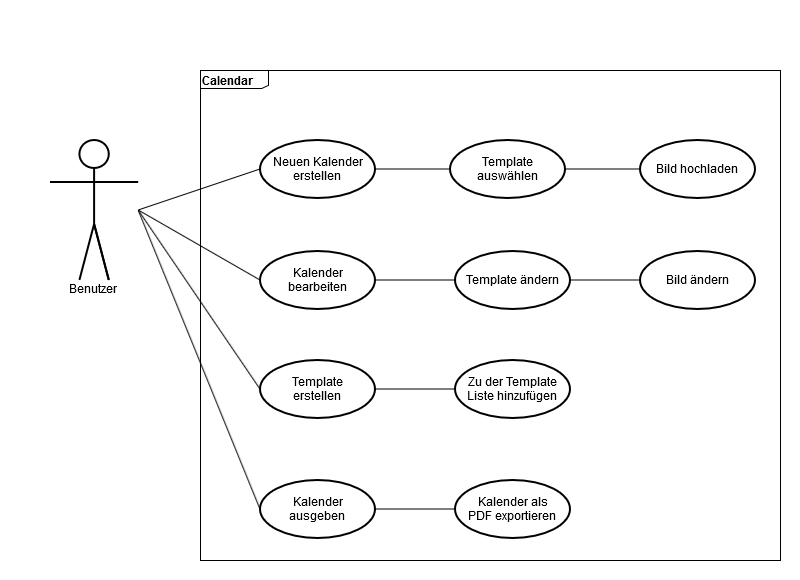 Calendar
Neuen Kalender
erstellen
Template
auswählen
Bild hochladen
Kalender
bearbeiten
Template ändern
Bild ändern
Benutzer
Template
erstellen
Zu der Template
Liste hinzufügen
Kalender
ausgeben
Kalender als
PDF exportieren